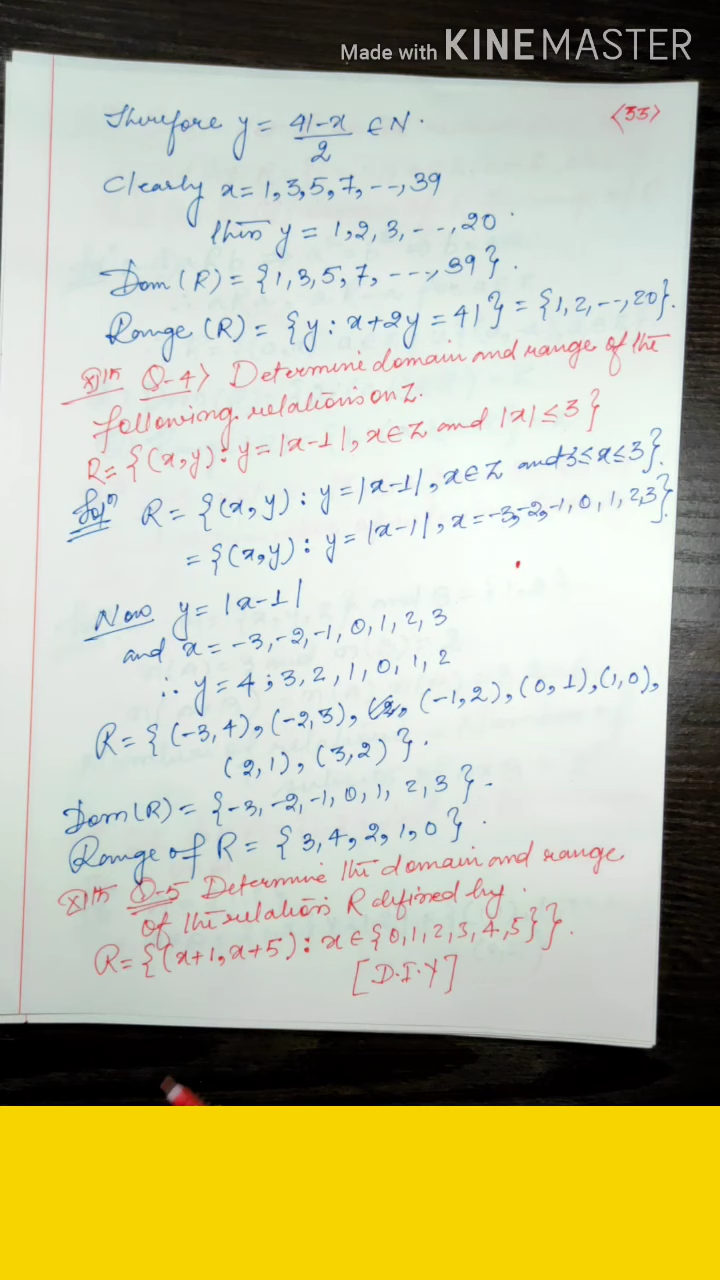 Made with KINEMASTER
<33>
Therefore y = 41-x/2 ∈ N.
Clearly x = 1,3,5,7,---,39
then y = 1,2,3,---,20
Dom (R) = {1,3,5,7,---,39}.
Range (R) = {y : x+2y = 41} = {1,2,--,20}.
XIth Q-4> Determine domain and range of the
following relations on Z.
R = {(x,y) : y = |x-1|, x∈Z and |x| ≤ 3}
Solⁿ R = {(x,y) : y = |x-1|, x∈Z and -3≤x≤3}.
= {(x,y) : y = |x-1|, x = -3,-2,-1,0,1,2,3}
Now y = |x-1|
and x = -3,-2,-1,0,1,2,3
∴ y = 4,3,2,1,0,1,2
R = {(-3,4), (-2,3), (-1,2), (0,1), (1,0),
(2,1), (3,2)}.
Dom(R) = {-3,-2,-1,0,1,2,3}.
Range of R = {3,4,2,1,0}.
XIth Q-5 Determine the domain and range
of the relation R defined by.
R = {(x+1,x+5) : x∈{0,1,2,3,4,5}}.
[D.I.Y]